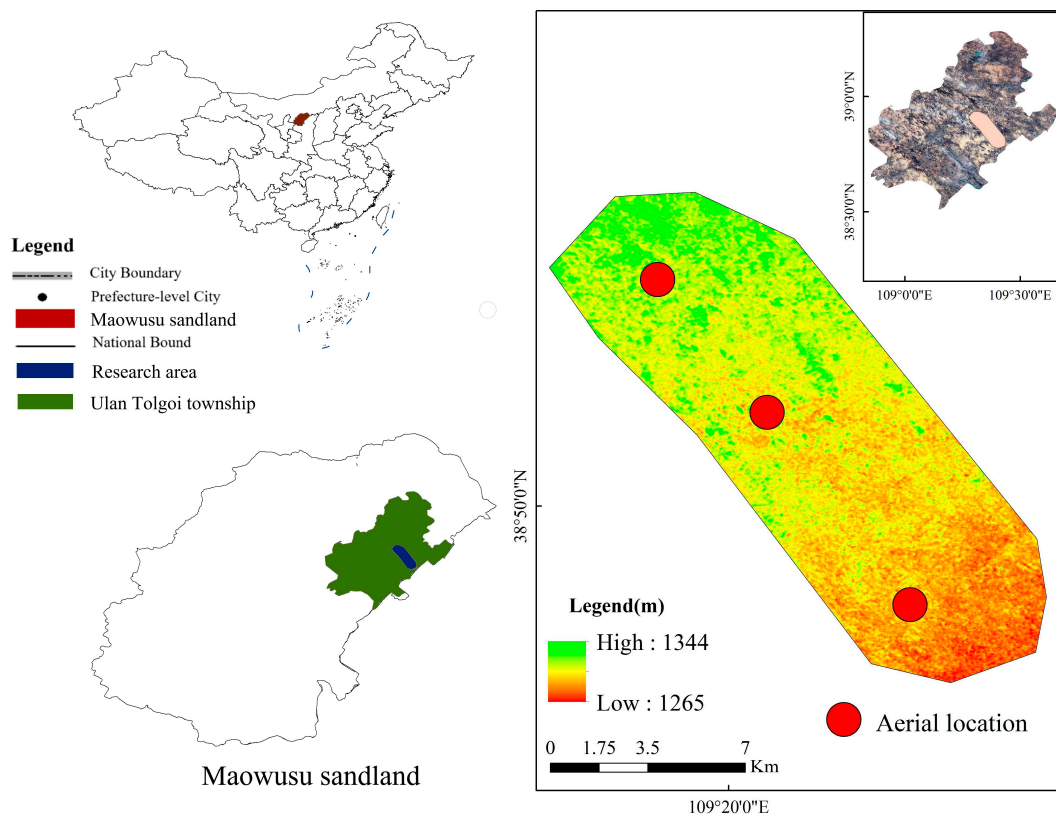 Legend
City Boundary
Prefecture-level City
Maowusu sandland
National Bound
Research area
Ulan Tolgoi township
Maowusu sandland
39°0'0"N
38°30'0"N
109°0'0"E
109°30'0"E
38°50'0"N
Legend(m)
High : 1344
Low : 1265
Aerial location
0 1.75 3.5 7
Km
109°20'0"E